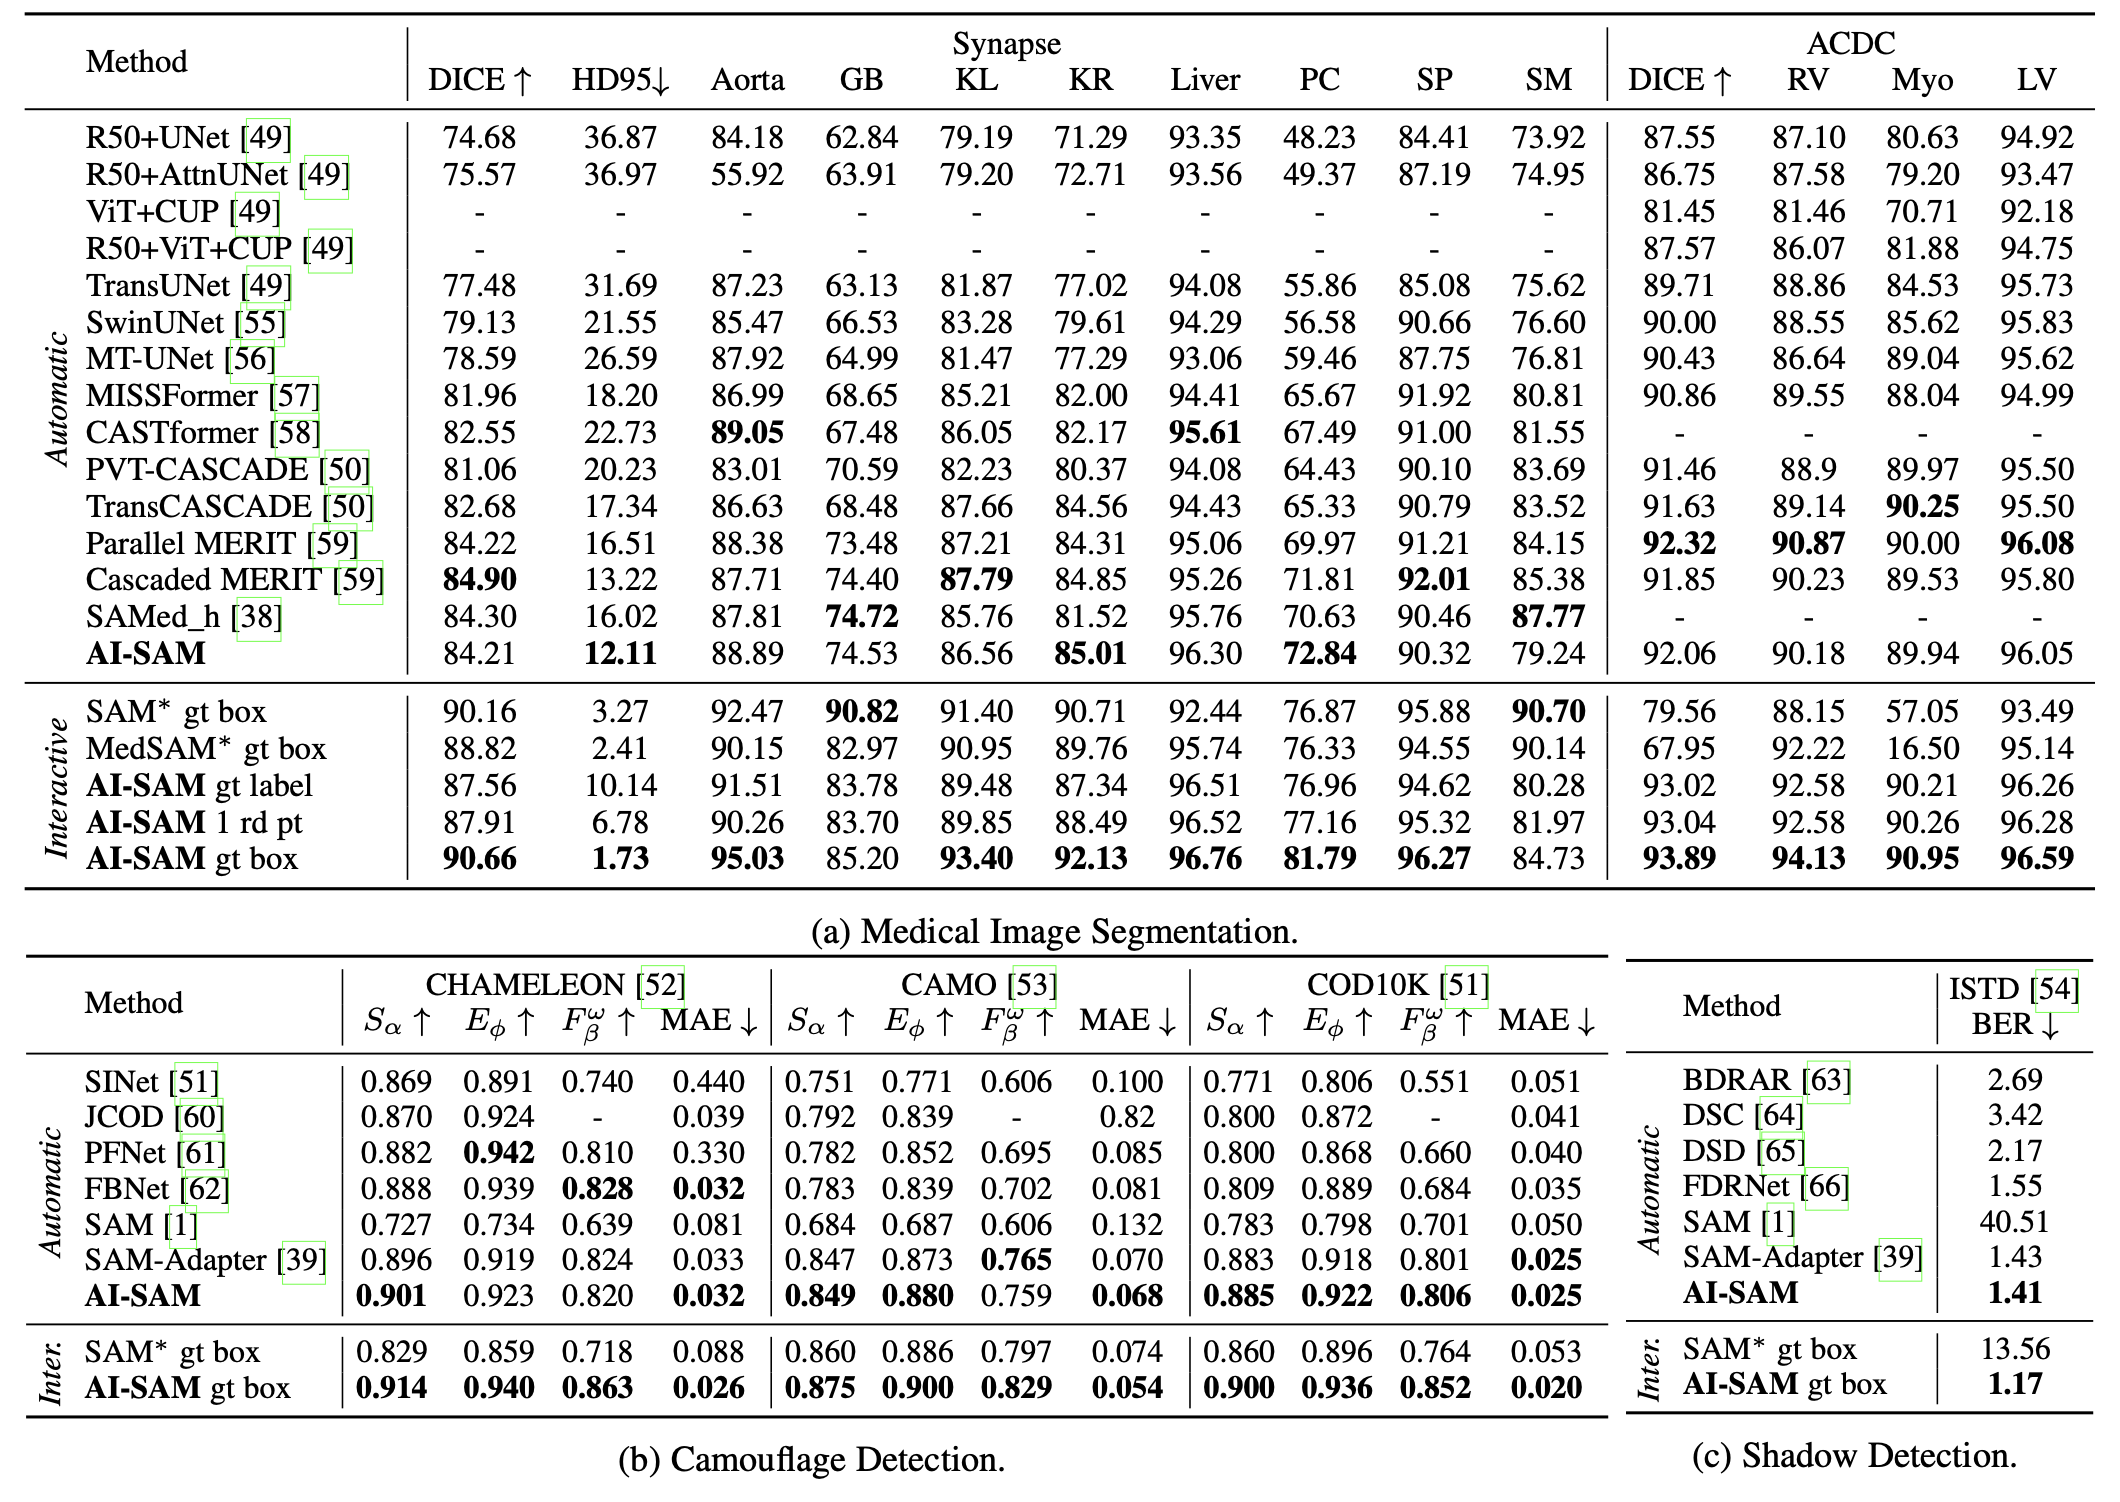 Method Synapse ACDC
DICE ↑ HD95↓ Aorta GB KL KR Liver PC SP SM DICE ↑ RV Myo LV
Automatic
R50+UNet [49] 74.68 36.87 84.18 62.84 79.19 71.29 93.35 48.23 84.41 73.92 87.55 87.10 80.63 94.92
R50+AttnUNet [49] 75.57 36.97 55.92 63.91 79.20 72.71 93.56 49.37 87.19 74.95 86.75 87.58 79.20 93.47
ViT+CUP [49] - - - - - - - - - - 81.45 81.46 70.71 92.18
R50+ViT+CUP [49] - - - - - - - - - - 87.57 86.07 81.88 94.75
TransUNet [49] 77.48 31.69 87.23 63.13 81.87 77.02 94.08 55.86 85.08 75.62 89.71 88.86 84.53 95.73
SwinUNet [55] 79.13 21.55 85.47 66.53 83.28 79.61 94.29 56.58 90.66 76.60 90.00 88.55 85.62 95.83
MT-UNet [56] 78.59 26.59 87.92 64.99 81.47 77.29 93.06 59.46 87.75 76.81 90.43 86.64 89.04 95.62
MISSFormer [57] 81.96 18.20 86.99 68.65 85.21 82.00 94.41 65.67 91.92 80.81 90.86 89.55 88.04 94.99
CASTformer [58] 82.55 22.73 89.05 67.48 86.05 82.17 95.61 67.49 91.00 81.55 - - - -
PVT-CASCADE [50] 81.06 20.23 83.01 70.59 82.23 80.37 94.08 64.43 90.10 83.69 91.46 88.9 89.97 95.50
TransCASCADE [50] 82.68 17.34 86.63 68.48 87.66 84.56 94.43 65.33 90.79 83.52 91.63 89.14 90.25 95.50
Parallel MERIT [59] 84.22 16.51 88.38 73.48 87.21 84.31 95.06 69.97 91.21 84.15 92.32 90.87 90.00 96.08
Cascaded MERIT [59] 84.90 13.22 87.71 74.40 87.79 84.85 95.26 71.81 92.01 85.38 91.85 90.23 89.53 95.80
SAMed_h [38] 84.30 16.02 87.81 74.72 85.76 81.52 95.76 70.63 90.46 87.77 - - - -
AI-SAM 84.21 12.11 88.89 74.53 86.56 85.01 96.30 72.84 90.32 79.24 92.06 90.18 89.94 96.05
Interactive
SAM* gt box 90.16 3.27 92.47 90.82 91.40 90.71 92.44 76.87 95.88 90.70 79.56 88.15 57.05 93.49
MedSAM* gt box 88.82 2.41 90.15 82.97 90.95 89.76 95.74 76.33 94.55 90.14 67.95 92.22 16.50 95.14
AI-SAM gt label 87.56 10.14 91.51 83.78 89.48 87.34 96.51 76.96 94.62 80.28 93.02 92.58 90.21 96.26
AI-SAM 1 rd pt 87.91 6.78 90.26 83.70 89.85 88.49 96.52 77.16 95.32 81.97 93.04 92.58 90.26 96.28
AI-SAM gt box 90.66 1.73 95.03 85.20 93.40 92.13 96.76 81.79 96.27 84.73 93.89 94.13 90.95 96.59
(a) Medical Image Segmentation.
Method CHAMELEON [52] CAMO [53] COD10K [51]
Sα ↑ Eϕ ↑ Fβω ↑ MAE ↓ Sα ↑ Eϕ ↑ Fβω ↑ MAE ↓ Sα ↑ Eϕ ↑ Fβω ↑ MAE ↓
Automatic
SINet [51] 0.869 0.891 0.740 0.440 0.751 0.771 0.606 0.100 0.771 0.806 0.551 0.051
JCOD [60] 0.870 0.924 - 0.039 0.792 0.839 - 0.82 0.800 0.872 - 0.041
PFNet [61] 0.882 0.942 0.810 0.330 0.782 0.852 0.695 0.085 0.800 0.868 0.660 0.040
FBNet [62] 0.888 0.939 0.828 0.032 0.783 0.839 0.702 0.081 0.809 0.889 0.684 0.035
SAM [1] 0.727 0.734 0.639 0.081 0.684 0.687 0.606 0.132 0.783 0.798 0.701 0.050
SAM-Adapter [39] 0.896 0.919 0.824 0.033 0.847 0.873 0.765 0.070 0.883 0.918 0.801 0.025
AI-SAM 0.901 0.923 0.820 0.032 0.849 0.880 0.759 0.068 0.885 0.922 0.806 0.025
Inter.
SAM* gt box 0.829 0.859 0.718 0.088 0.860 0.886 0.797 0.074 0.860 0.896 0.764 0.053
AI-SAM gt box 0.914 0.940 0.863 0.026 0.875 0.900 0.829 0.054 0.900 0.936 0.852 0.020
(b) Camouflage Detection.
Method ISTD [54]
BER ↓
Automatic
BDRAR [63] 2.69
DSC [64] 3.42
DSD [65] 2.17
FDRNet [66] 1.55
SAM [1] 40.51
SAM-Adapter [39] 1.43
AI-SAM 1.41
Inter.
SAM* gt box 13.56
AI-SAM gt box 1.17
(c) Shadow Detection.